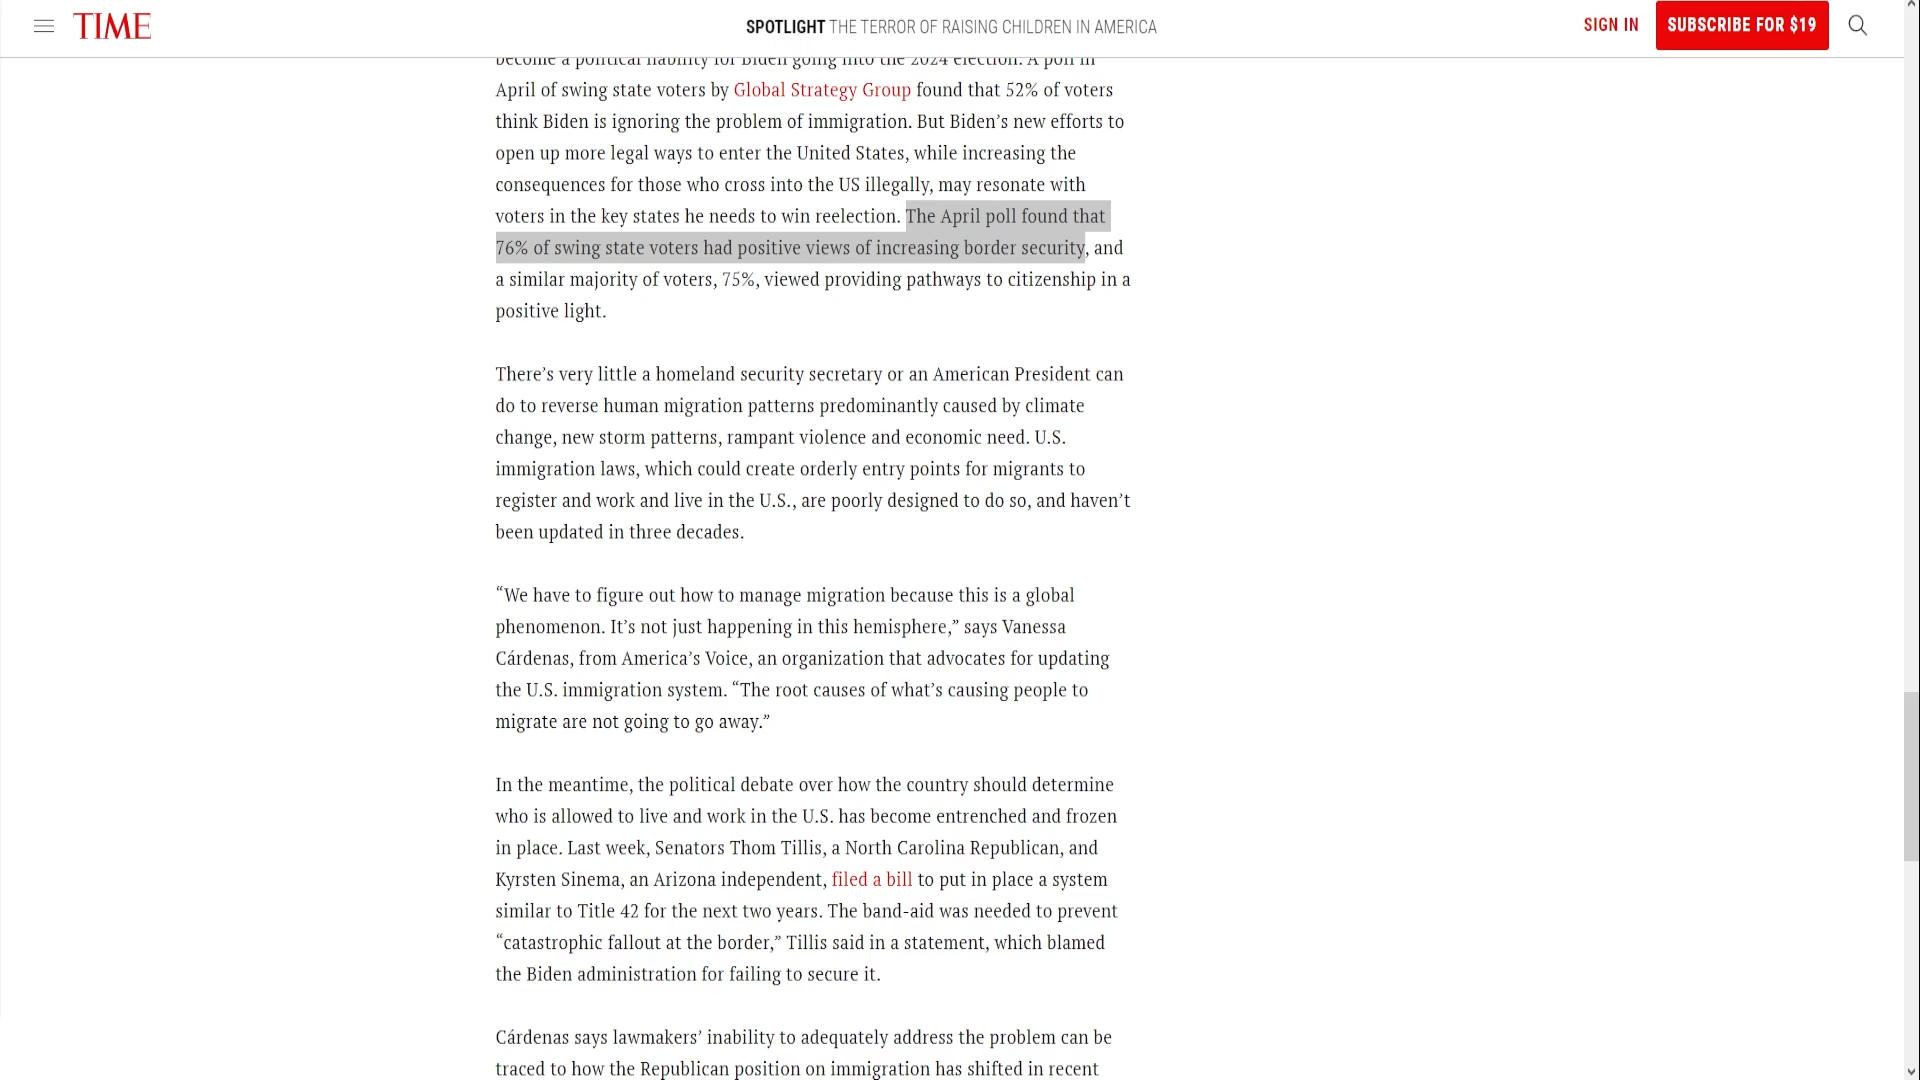 TIME
SPOTLIGHT THE TERROR OF RAISING CHILDREN IN AMERICA
SIGN IN
SUBSCRIBE FOR $19
become a political liability for Biden going into the 2024 election. A poll in
April of swing state voters by Global Strategy Group found that 52% of voters
think Biden is ignoring the problem of immigration. But Biden’s new efforts to
open up more legal ways to enter the United States, while increasing the
consequences for those who cross into the US illegally, may resonate with
voters in the key states he needs to win reelection. The April poll found that
76% of swing state voters had positive views of increasing border security, and
a similar majority of voters, 75%, viewed providing pathways to citizenship in a
positive light.
There’s very little a homeland security secretary or an American President can
do to reverse human migration patterns predominantly caused by climate
change, new storm patterns, rampant violence and economic need. U.S.
immigration laws, which could create orderly entry points for migrants to
register and work and live in the U.S., are poorly designed to do so, and haven’t
been updated in three decades.
“We have to figure out how to manage migration because this is a global
phenomenon. It’s not just happening in this hemisphere,” says Vanessa
Cárdenas, from America’s Voice, an organization that advocates for updating
the U.S. immigration system. “The root causes of what’s causing people to
migrate are not going to go away.”
In the meantime, the political debate over how the country should determine
who is allowed to live and work in the U.S. has become entrenched and frozen
in place. Last week, Senators Thom Tillis, a North Carolina Republican, and
Kyrsten Sinema, an Arizona independent, filed a bill to put in place a system
similar to Title 42 for the next two years. The band-aid was needed to prevent
“catastrophic fallout at the border,” Tillis said in a statement, which blamed
the Biden administration for failing to secure it.
Cárdenas says lawmakers’ inability to adequately address the problem can be
traced to how the Republican position on immigration has shifted in recent